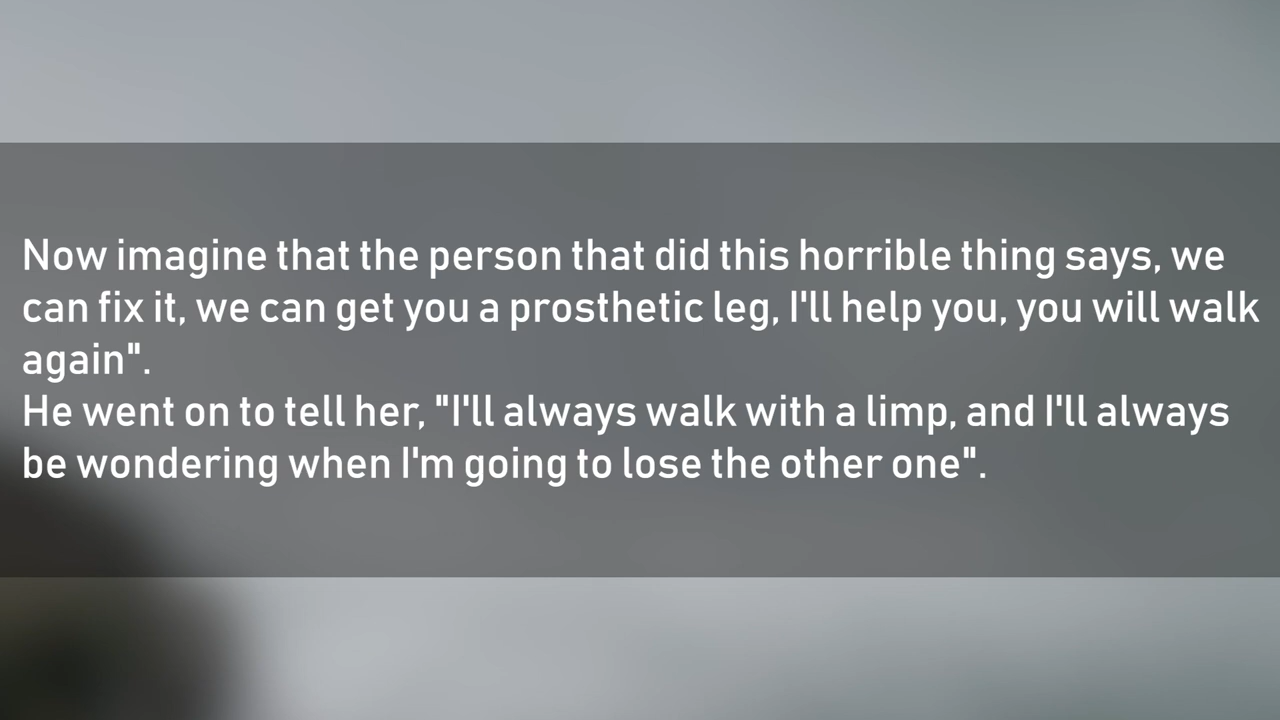 Now imagine that the person that did this horrible thing says, we
can fix it, we can get you a prosthetic leg, I'll help you, you will walk
again".
He went on to tell her, "I'll always walk with a limp, and I'll always
be wondering when I'm going to lose the other one".